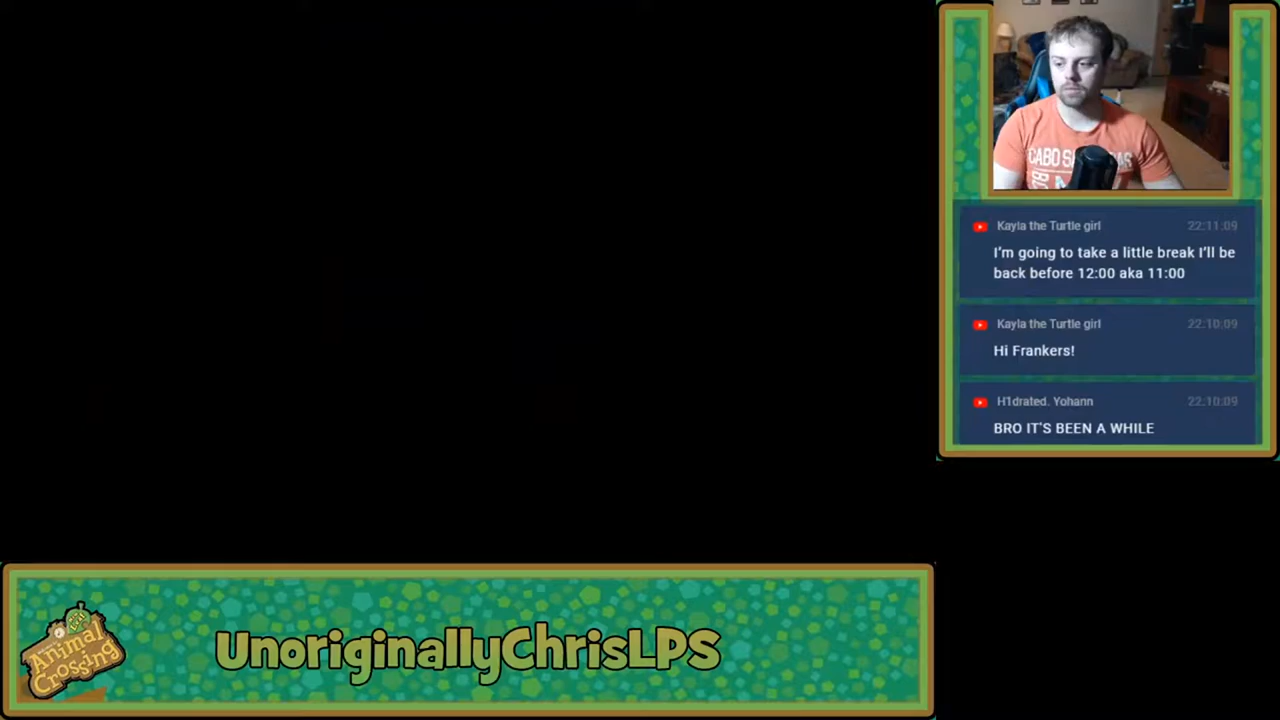 CABO SA
Kayla the Turtle girl 22:11:09
I'm going to take a little break I'll be
back before 12:00 aka 11:00
Kayla the Turtle girl 22:10:09
Hi Frankers!
H1drated. Yohann 22:10:09
BRO IT'S BEEN A WHILE
Animal
Crossing
UnoriginallyChrisLPS